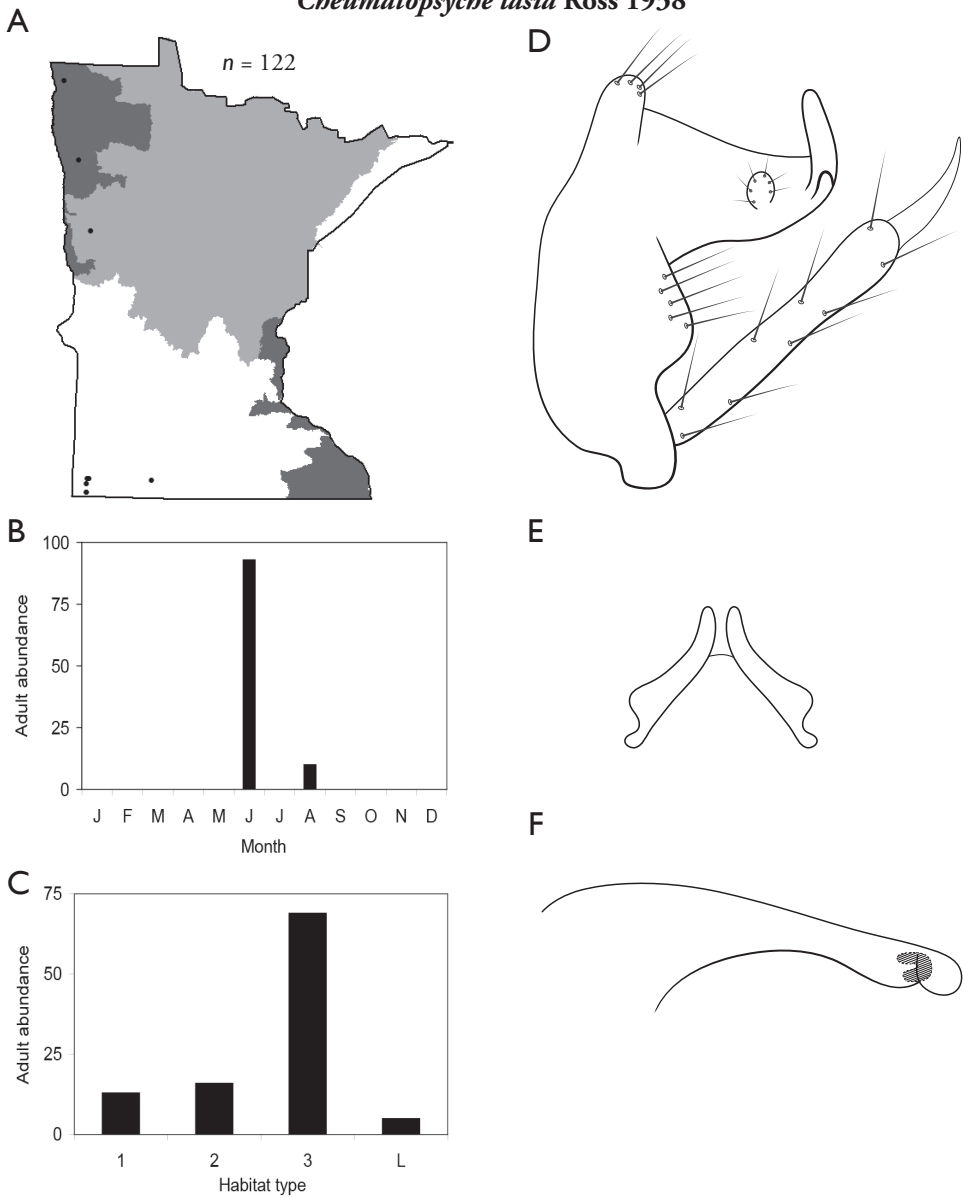 Cheumatopsyche lasia Ross 1938
A
n = 122
D
B
100
75
50
25
0
Adult abundance
J F M A M J J A S O N D
Month
E
C
75
50
25
0
Adult abundance
1 2 3 L
Habitat type
F